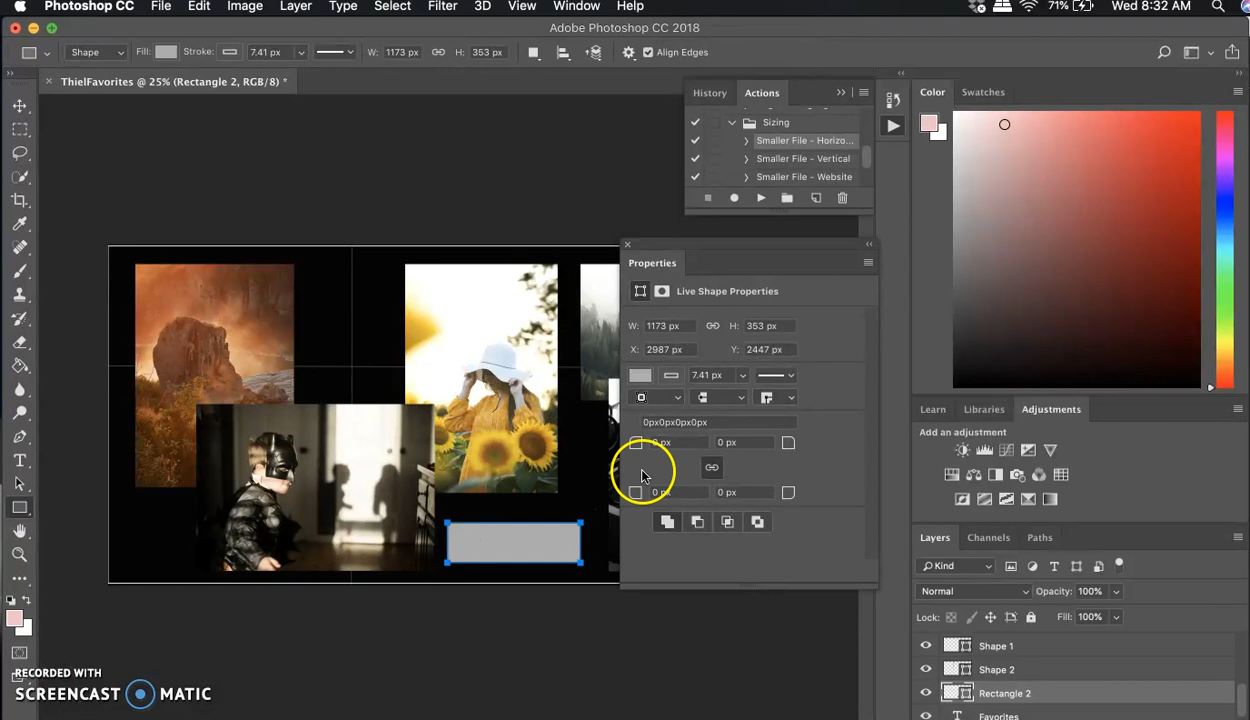 Photoshop CC File Edit Image Layer Type Select Filter 3D View Window Help 71% Wed 8:32 AM
Adobe Photoshop CC 2018
Shape Fill: Stroke: 7.41 px W: 1173 px H: 353 px Align Edges
ThielFavorites @ 25% (Rectangle 2, RGB/8) *
History Actions
Color Swatches
Sizing
Smaller File - Horizo...
Smaller File - Vertical
Smaller File - Website
Properties
Live Shape Properties
W: 1173 px H: 353 px
X: 2987 px Y: 2447 px
7.41 px
0px0px0px0px
0 px 0 px
0 px 0 px
Learn Libraries Adjustments
Add an adjustment
Layers Channels Paths
Kind
Normal Opacity: 100%
Lock: Fill: 100%
Shape 1
Shape 2
Rectangle 2
Favorites
RECORDED WITH
SCREENCAST MATIC